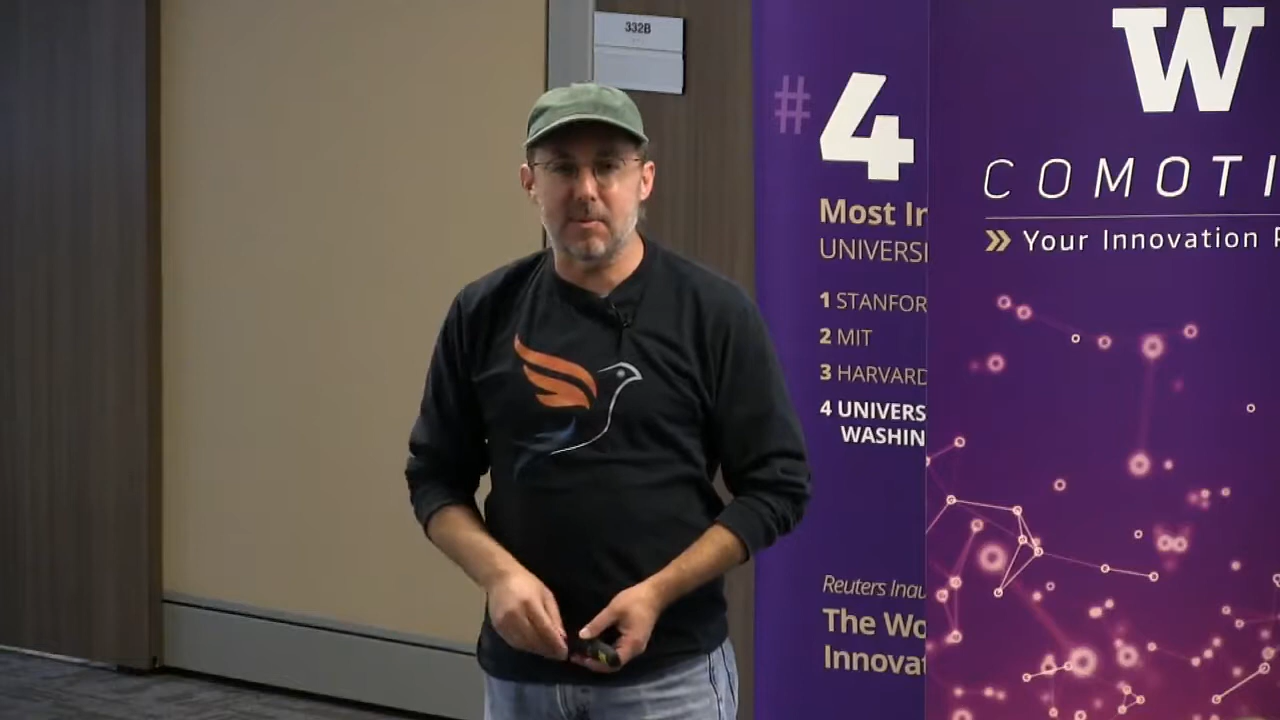 332B
#4
Most In
UNIVERSI
1 STANFOR
2 MIT
3 HARVARD
4 UNIVERS
WASHIN
Reuters Inau
The Wo
Innovat
W
COMOTI
» Your Innovation P